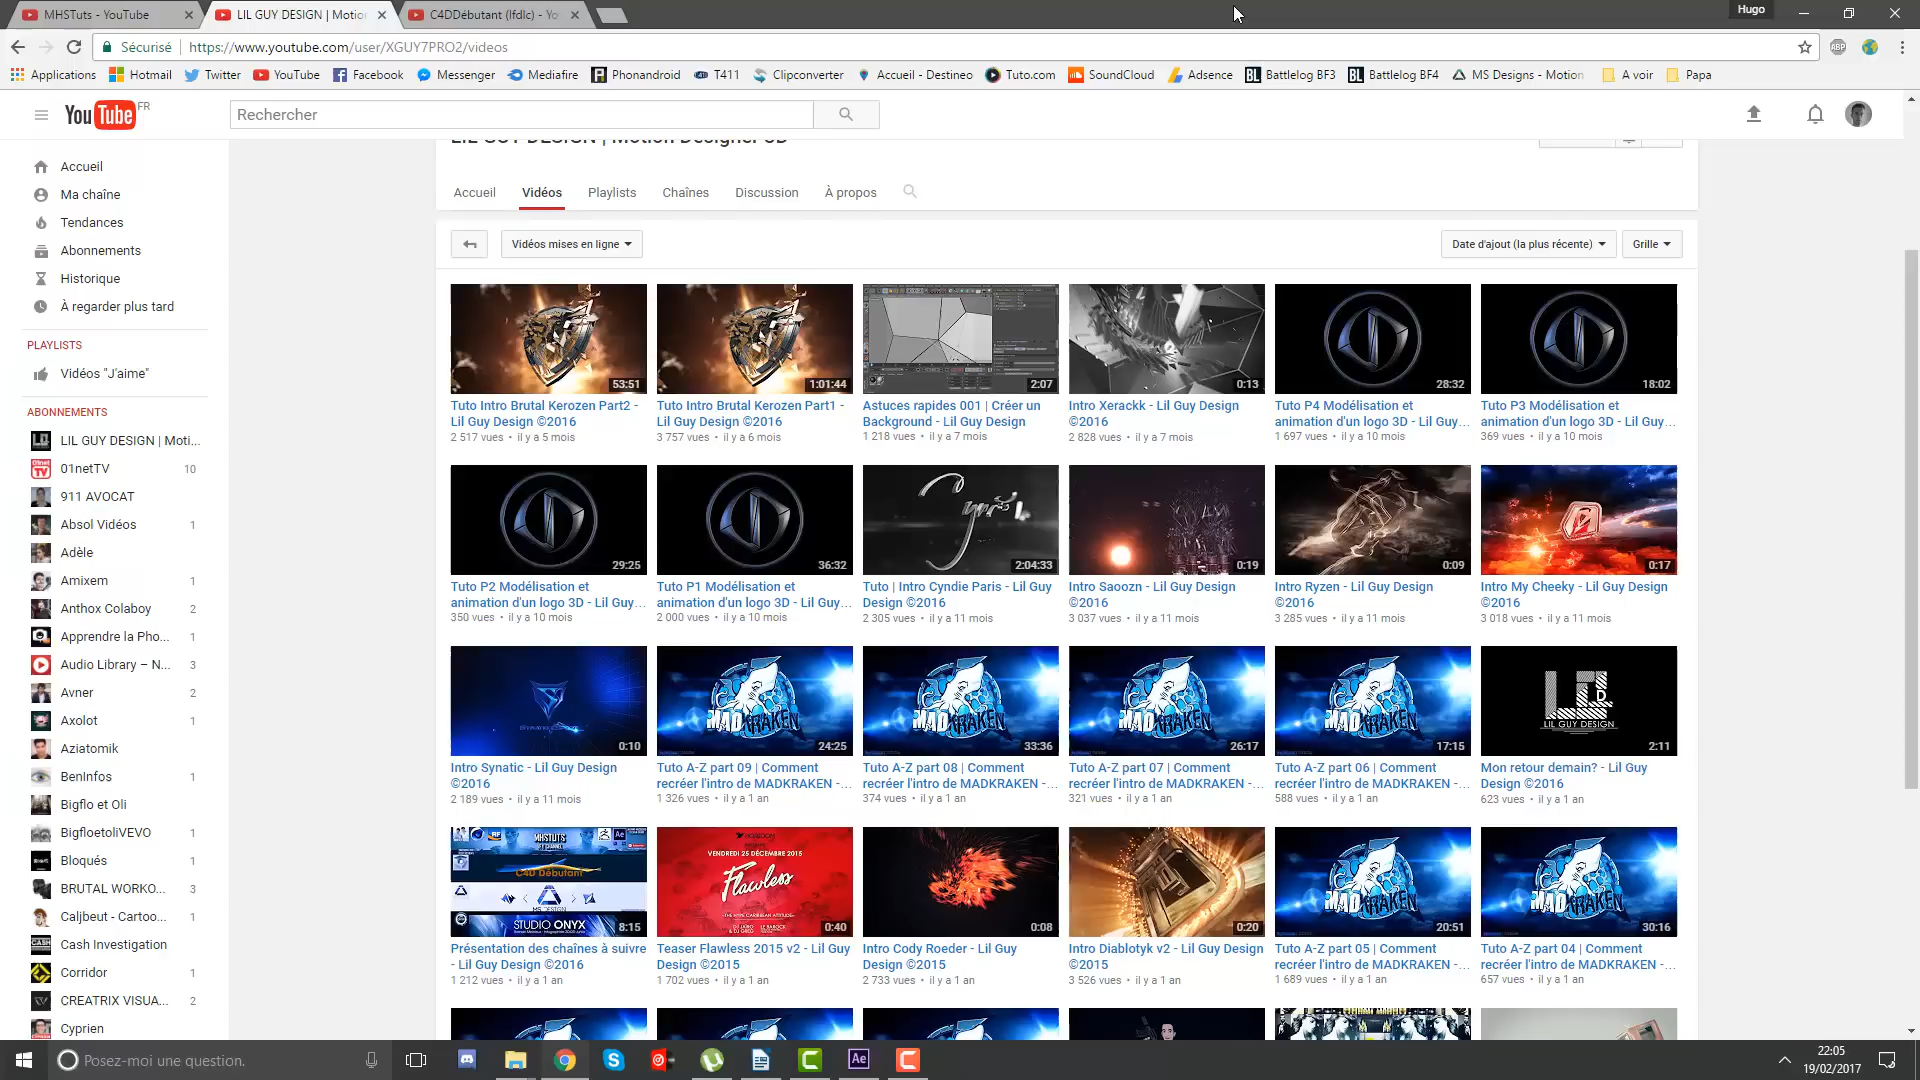 MHSTuts - YouTube
LIL GUY DESIGN | Motio
C4DDébutant (lfdlc) - Yo
Hugo
Sécurisé
https://www.youtube.com/user/XGUY7PRO2/videos
Applications
Hotmail
Twitter
YouTube
Facebook
Messenger
Mediafire
Phonandroid
T411
Clipconverter
Accueil - Destineo
Tuto.com
SoundCloud
Adsence
Battlelog BF3
Battlelog BF4
MS Designs - Motion
A voir
Papa
YouTube FR
Rechercher
LIL GUY DESIGN | Motion Designer 3D
Accueil
Vidéos
Playlists
Chaînes
Discussion
À propos
Vidéos mises en ligne
Date d'ajout (la plus récente)
Grille
Accueil
Ma chaîne
Tendances
Abonnements
Historique
À regarder plus tard
PLAYLISTS
Vidéos "J'aime"
ABONNEMENTS
LIL GUY DESIGN | Moti...
01netTV 10
911 AVOCAT
Absol Vidéos 1
Adèle
Amixem 1
Anthox Colaboy 2
Apprendre la Pho... 1
Audio Library – N... 3
Avner 2
Axolot 1
Aziatomik
BenInfos 1
Bigflo et Oli
BigfloetoliVEVO 1
Bloqués 1
BRUTAL WORKO... 3
Caljbeut - Cartoo... 1
Cash Investigation
Corridor 1
CREATRIX VISUA... 2
Cyprien
53:51
Tuto Intro Brutal Kerozen Part2 -
Lil Guy Design ©2016
2 517 vues • il y a 5 mois
1:01:44
Tuto Intro Brutal Kerozen Part1 -
Lil Guy Design ©2016
3 757 vues • il y a 6 mois
2:07
Astuces rapides 001 | Créer un
Background - Lil Guy Design
1 218 vues • il y a 7 mois
0:13
Intro Xerackk - Lil Guy Design
©2016
2 828 vues • il y a 7 mois
28:32
Tuto P4 Modélisation et
animation d'un logo 3D - Lil Guy...
1 697 vues • il y a 10 mois
18:02
Tuto P3 Modélisation et
animation d'un logo 3D - Lil Guy...
369 vues • il y a 10 mois
29:25
Tuto P2 Modélisation et
animation d'un logo 3D - Lil Guy...
350 vues • il y a 10 mois
36:32
Tuto P1 Modélisation et
animation d'un logo 3D - Lil Guy...
2 000 vues • il y a 10 mois
2:04:33
Tuto | Intro Cyndie Paris - Lil Guy
Design ©2016
2 305 vues • il y a 11 mois
0:19
Intro Saoozn - Lil Guy Design
©2016
3 037 vues • il y a 11 mois
0:09
Intro Ryzen - Lil Guy Design
©2016
3 285 vues • il y a 11 mois
0:17
Intro My Cheeky - Lil Guy Design
©2016
3 018 vues • il y a 11 mois
0:10
Intro Synatic - Lil Guy Design
©2016
2 189 vues • il y a 11 mois
MADKRAKEN
24:25
Tuto A-Z part 09 | Comment
recréer l'intro de MADKRAKEN -...
1 326 vues • il y a 1 an
MADKRAKEN
33:36
Tuto A-Z part 08 | Comment
recréer l'intro de MADKRAKEN -...
374 vues • il y a 1 an
MADKRAKEN
26:17
Tuto A-Z part 07 | Comment
recréer l'intro de MADKRAKEN -...
321 vues • il y a 1 an
MADKRAKEN
17:15
Tuto A-Z part 06 | Comment
recréer l'intro de MADKRAKEN -...
588 vues • il y a 1 an
LIL GUY DESIGN
2:11
Mon retour demain? - Lil Guy
Design ©2016
623 vues • il y a 1 an
MHSTUTS
C4D Débutant
MS DESIGN
STUDIO ONYX
8:15
Présentation des chaînes à suivre
- Lil Guy Design ©2016
1 212 vues • il y a 1 an
VENDREDI 25 DÉCEMBRE 2015
Flawless
0:40
Teaser Flawless 2015 v2 - Lil Guy
Design ©2015
1 702 vues • il y a 1 an
0:08
Intro Cody Roeder - Lil Guy
Design ©2015
2 733 vues • il y a 1 an
0:20
Intro Diablotyk v2 - Lil Guy Design
©2015
3 526 vues • il y a 1 an
MADKRAKEN
20:51
Tuto A-Z part 05 | Comment
recréer l'intro de MADKRAKEN -...
1 689 vues • il y a 1 an
MADKRAKEN
30:16
Tuto A-Z part 04 | Comment
recréer l'intro de MADKRAKEN -...
657 vues • il y a 1 an
Posez-moi une question.
Ae
22:05
19/02/2017